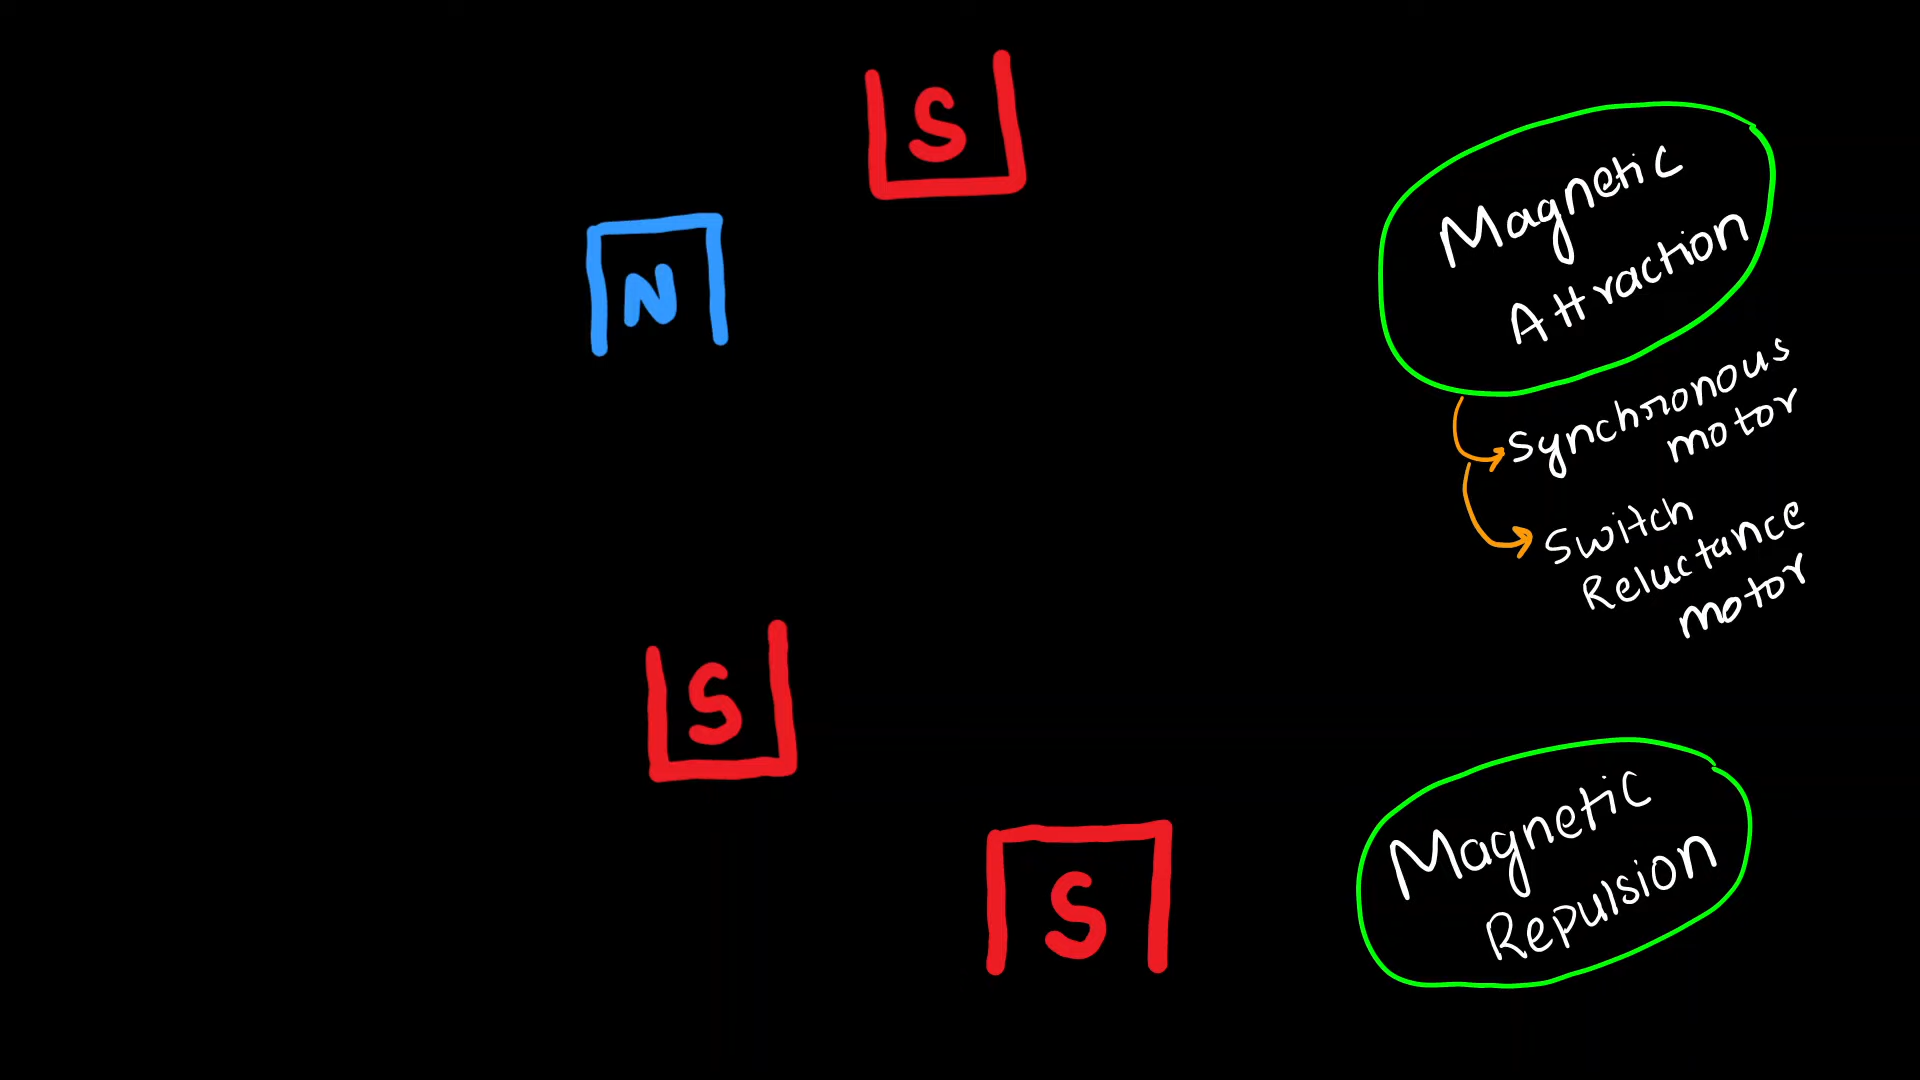 S
N
Magnetic
Attraction
Synchronous
motor
Switch
Reluctance
motor
S
S
Magnetic
Repulsion